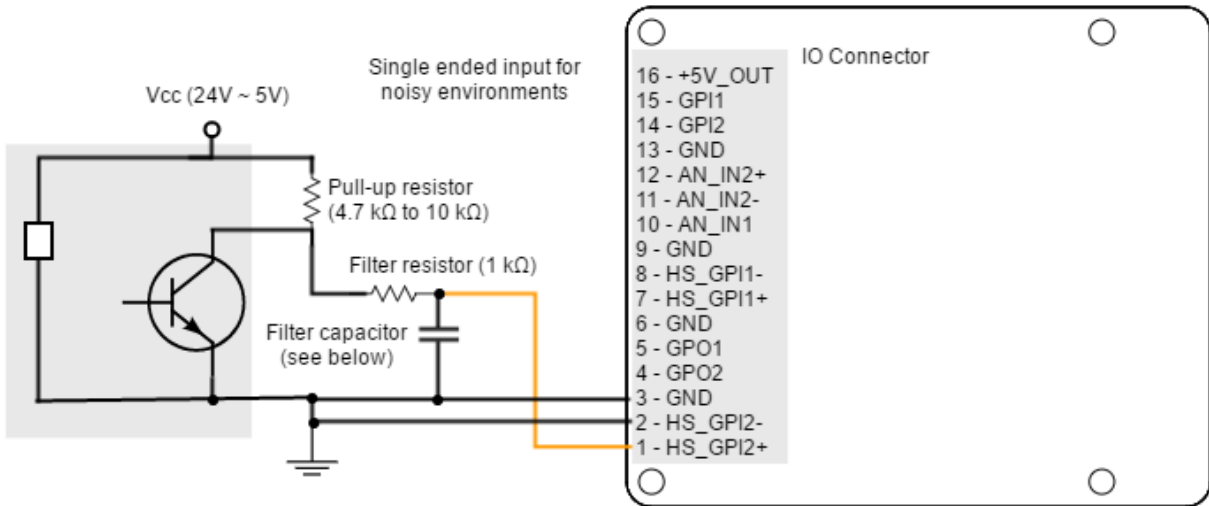 Single ended input for
noisy environments
IO Connector
Vcc (24V ~ 5V)
Pull-up resistor
(4.7 kΩ to 10 kΩ)
Filter resistor (1 kΩ)
Filter capacitor
(see below)
16 - +5V_OUT
15 - GPI1
14 - GPI2
13 - GND
12 - AN_IN2+
11 - AN_IN2-
10 - AN_IN1
9 - GND
8 - HS_GPI1-
7 - HS_GPI1+
6 - GND
5 - GPO1
4 - GPO2
3 - GND
2 - HS_GPI2-
1 - HS_GPI2+